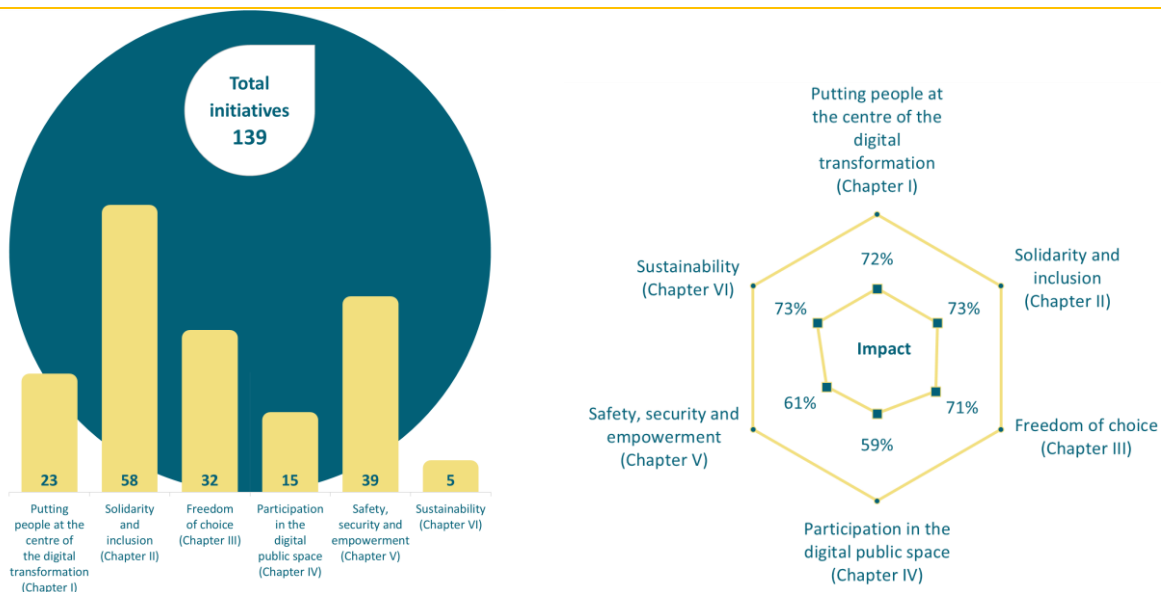 Total
initiatives
139
23
58
32
15
39
5
Putting
people at the
centre of
the digital
transformation
(Chapter I)
Solidarity
and
inclusion
(Chapter II)
Freedom
of choice
(Chapter III)
Participation
in the
digital
public space
(Chapter IV)
Safety,
security and
empowerment
(Chapter V)
Sustainability
(Chapter VI)
Putting people at
the centre of the
digital
transformation
(Chapter I)
Solidarity and
inclusion
(Chapter II)
Freedom of choice
(Chapter III)
Participation in the
digital public space
(Chapter IV)
Safety, security and
empowerment
(Chapter V)
Sustainability
(Chapter VI)
72%
73%
71%
59%
61%
73%
Impact